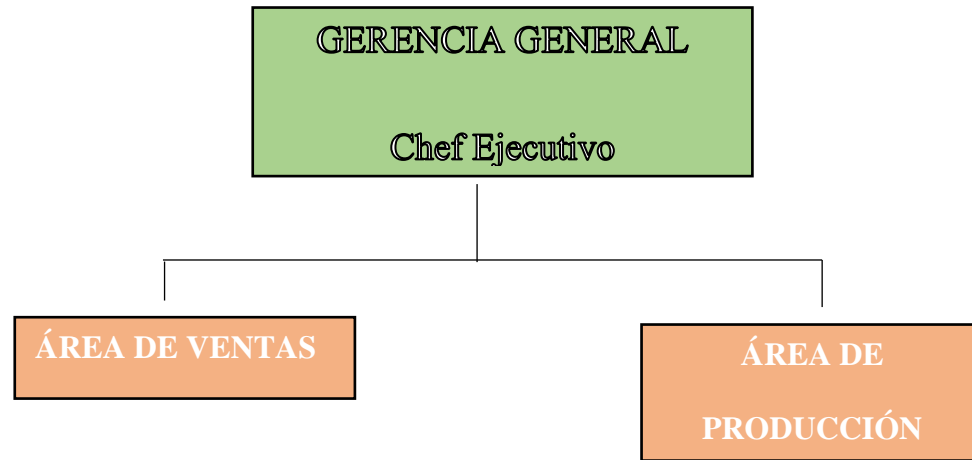 GERENCIA GENERAL
Chef Ejecutivo
ÁREA DE VENTAS
ÁREA DE
PRODUCCIÓN